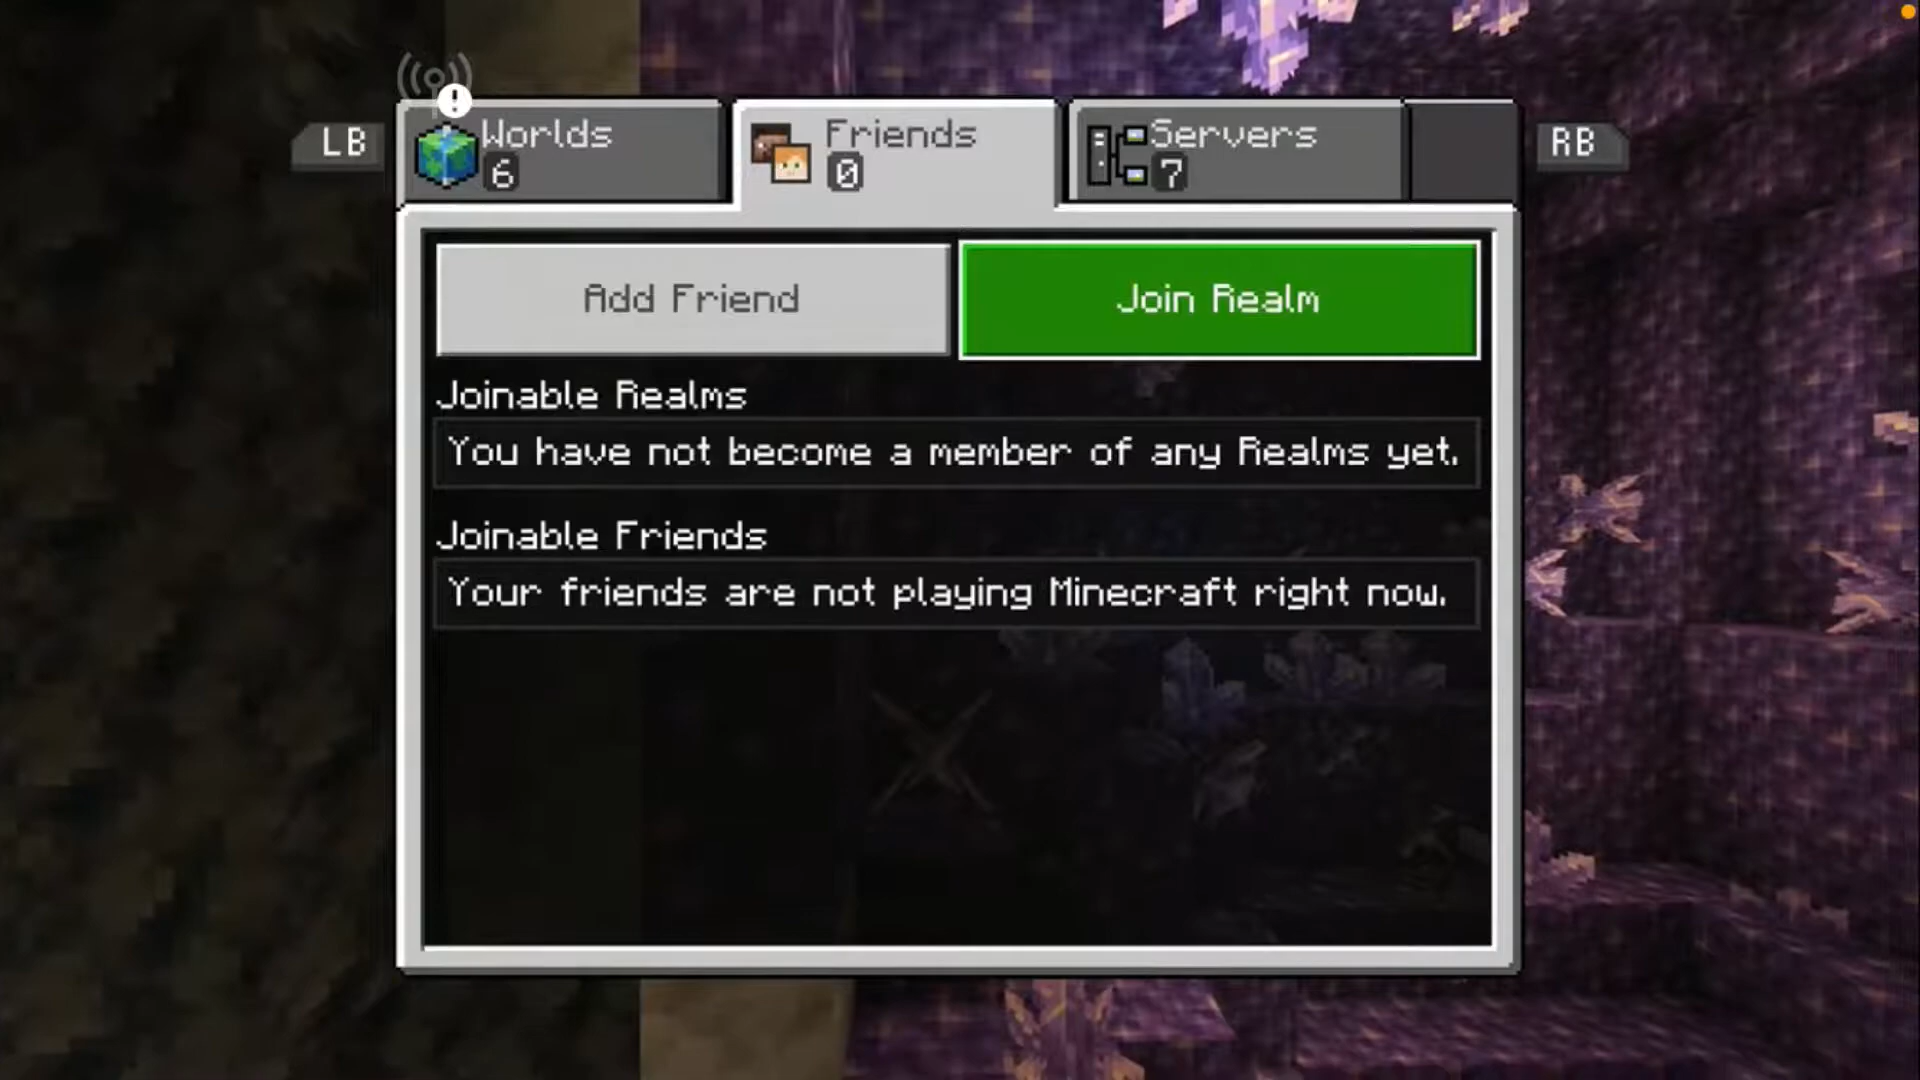 LB
Worlds
6
Friends
0
Servers
7
RB
Add Friend
Join Realm
Joinable Realms
You have not become a member of any Realms yet.
Joinable Friends
Your friends are not playing Minecraft right now.